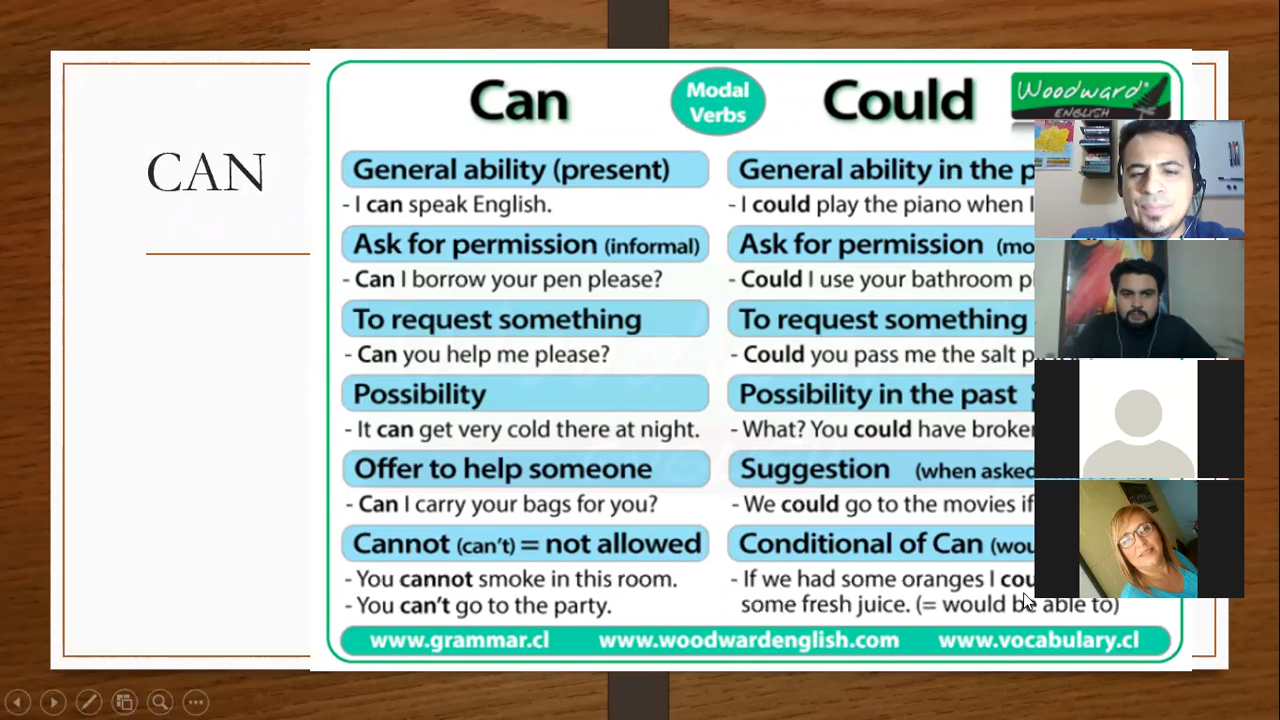 CAN
Can
Modal
Verbs
Could
Woodward
ENGLISH
General ability (present)
- I can speak English.
Ask for permission (informal)
- Can I borrow your pen please?
To request something
- Can you help me please?
Possibility
- It can get very cold there at night.
Offer to help someone
- Can I carry your bags for you?
Cannot (can't) = not allowed
- You cannot smoke in this room.
- You can't go to the party.
General ability in the
- I could play the piano when I
Ask for permission
- Could I use your bathroom
To request something
- Could you pass me the salt
Possibility in the past
- What? You could have
Suggestion (when asked
- We could go to the movies if
Conditional of Can
- If we had some oranges I
some fresh juice. (= would be able to)
www.grammar.cl
www.woodwardenglish.com
www.vocabulary.cl